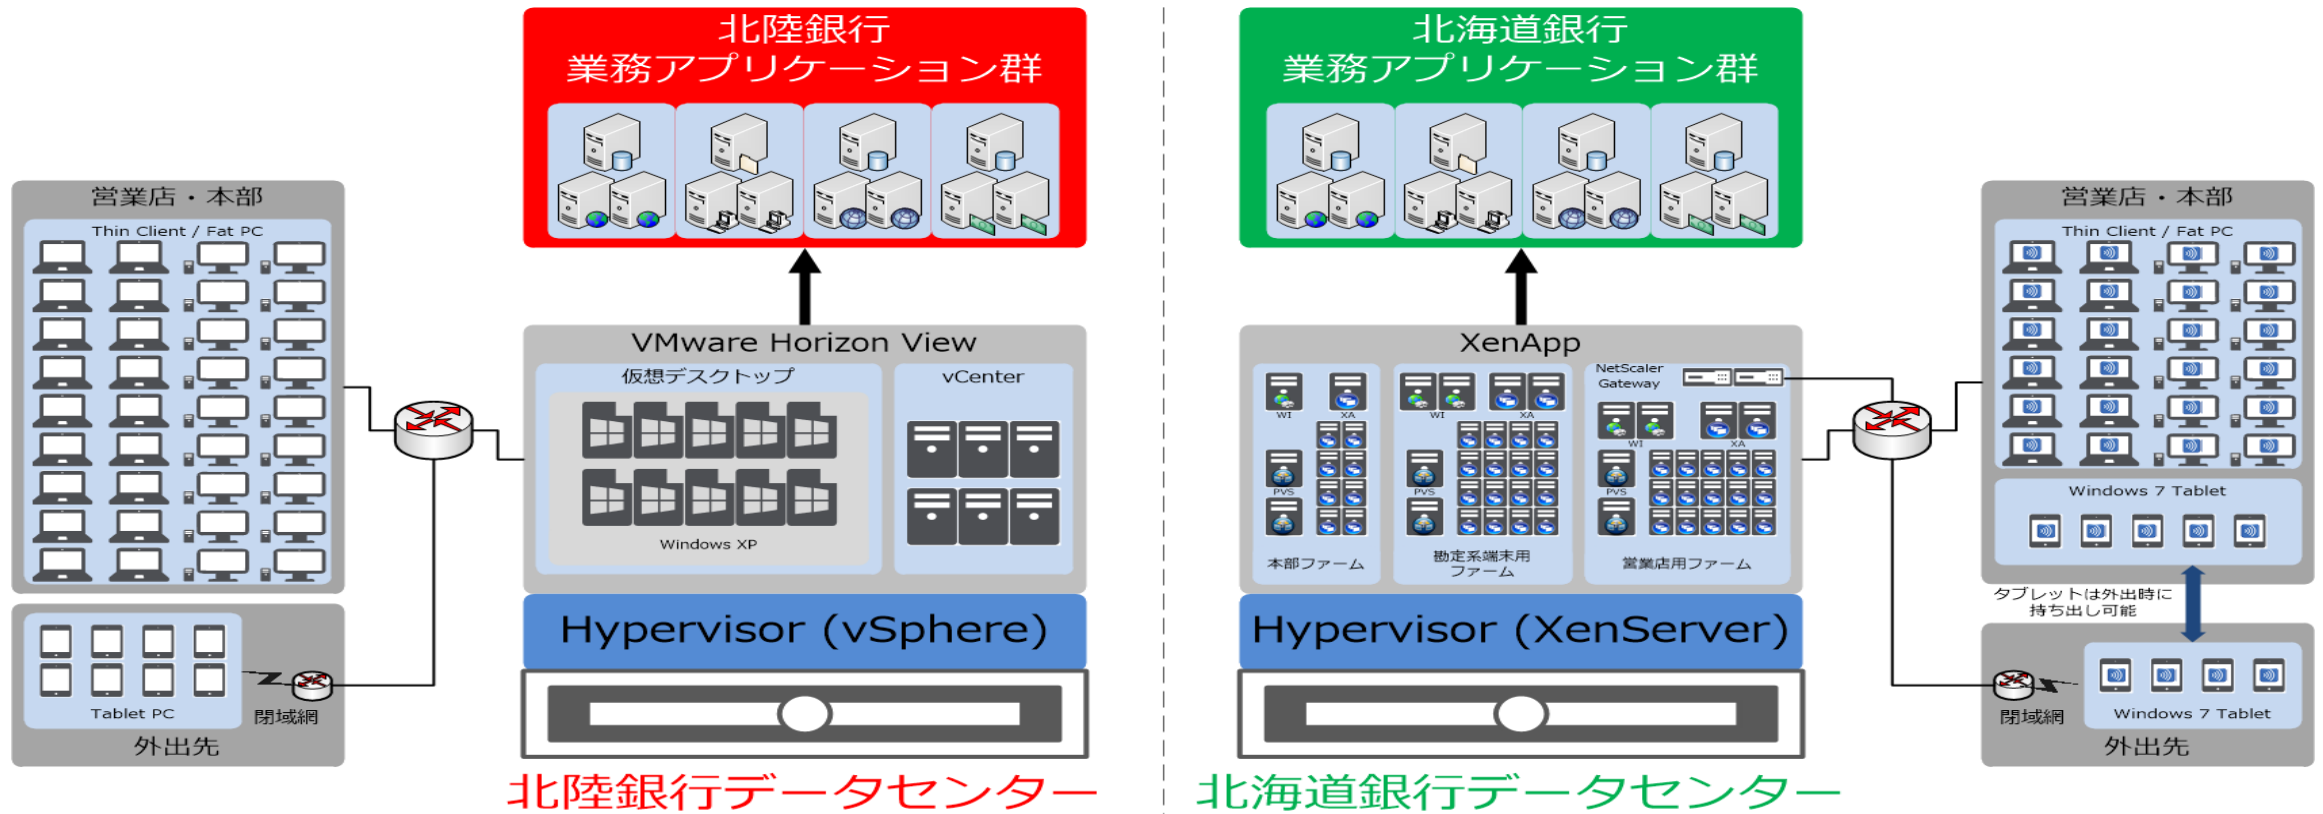 北陸銀行
業務アプリケーション群
営業店・本部
Thin Client / Fat PC
Tablet PC
閉域網
外出先
VMware Horizon View
仮想デスクトップ
Windows XP
vCenter
Hypervisor (vSphere)
北陸銀行データセンター
北海道銀行
業務アプリケーション群
XenApp
WI
XA
PVS
本部ファーム
WI
XA
PVS
勘定系端末用
ファーム
NetScaler
Gateway
WI
XA
PVS
営業店用ファーム
Hypervisor (XenServer)
北海道銀行データセンター
営業店・本部
Thin Client / Fat PC
Windows 7 Tablet
タブレットは外出時に
持ち出し可能
閉域網
Windows 7 Tablet
外出先